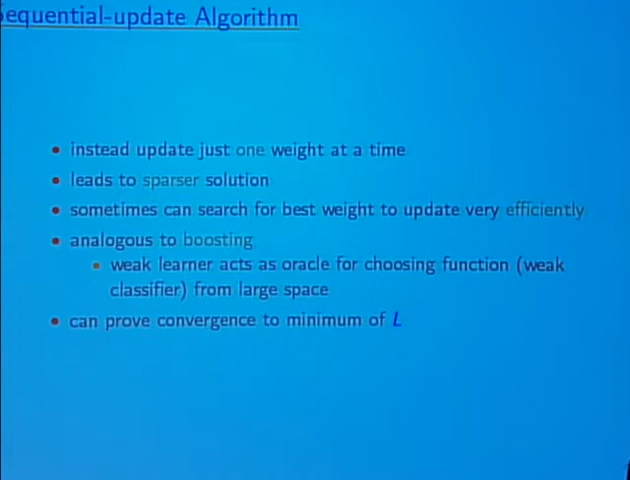 Sequential-update Algorithm
• instead update just one weight at a time
• leads to sparser solution
• sometimes can search for best weight to update very efficiently
• analogous to boosting
• weak learner acts as oracle for choosing function (weak
classifier) from large space
• can prove convergence to minimum of L